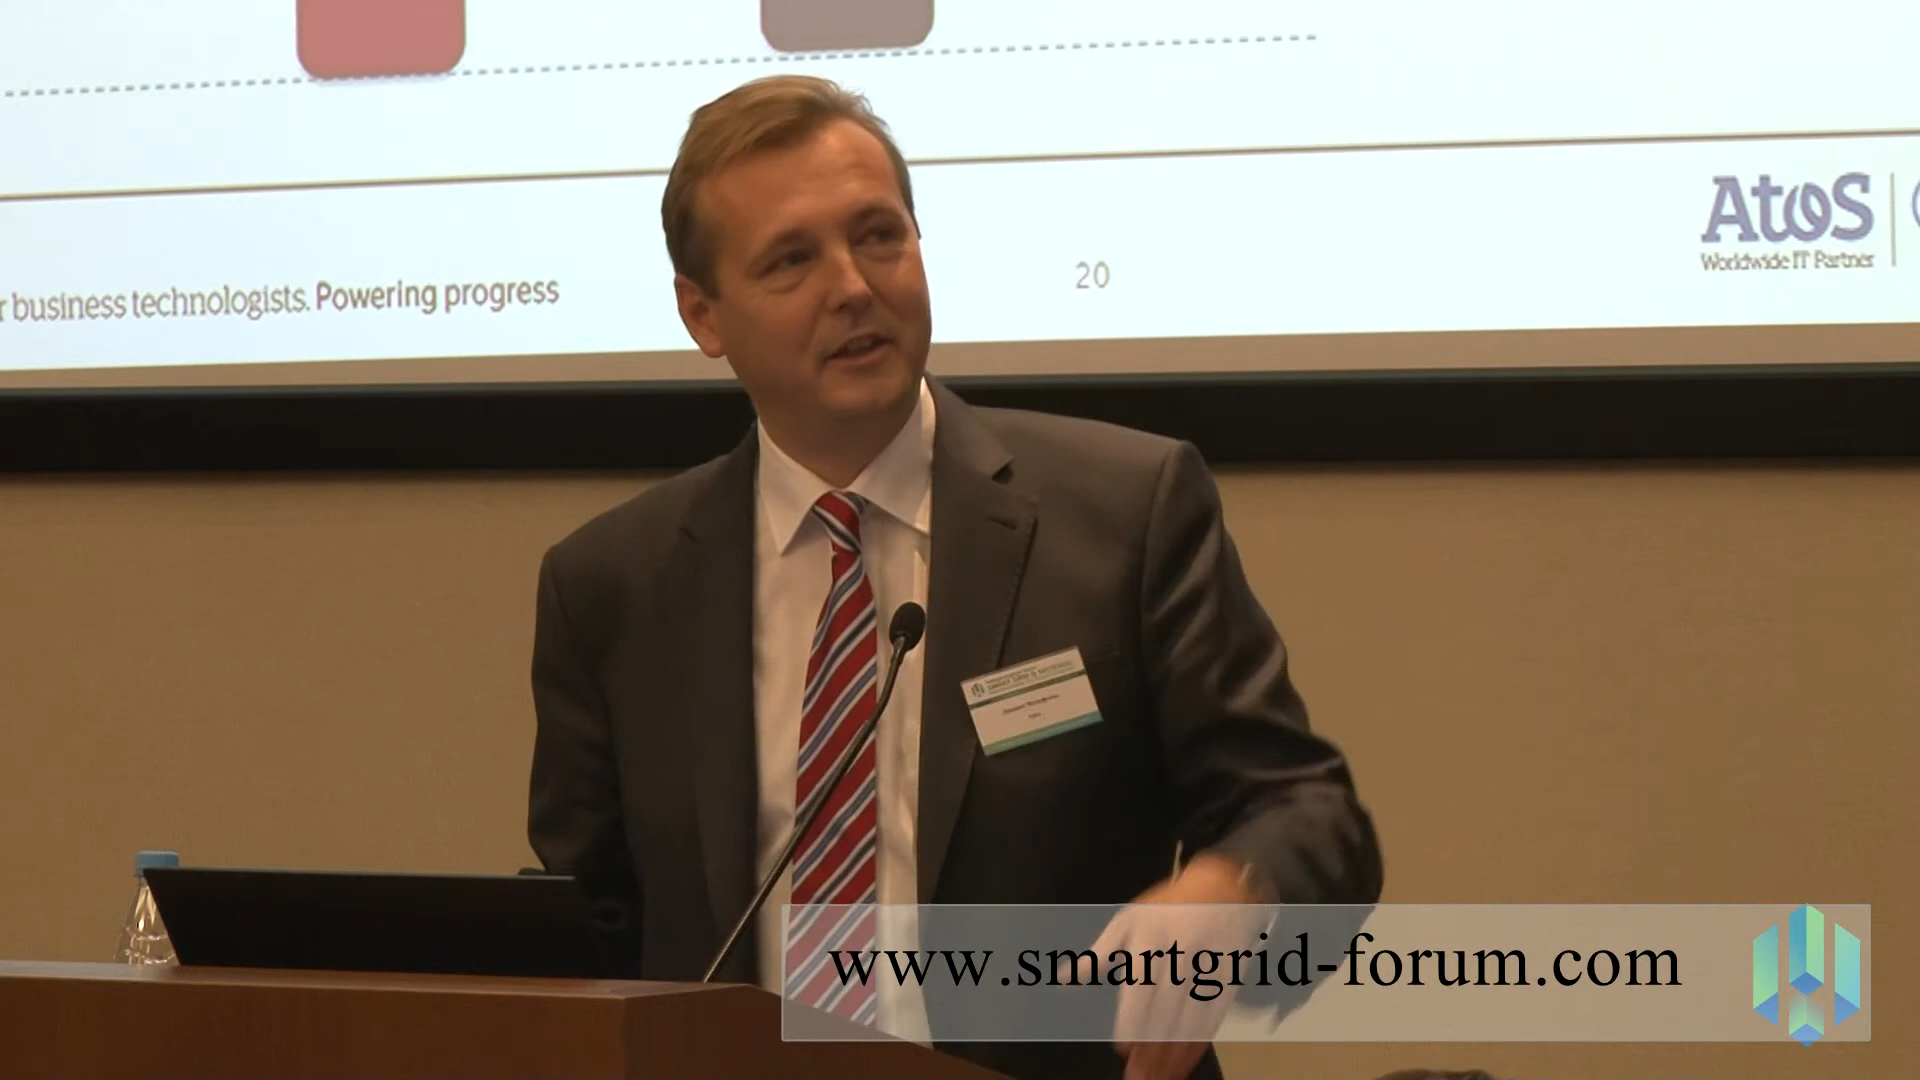 r business technologists. Powering progress
20
Atos
Worldwide IT Partner
www.smartgrid-forum.com